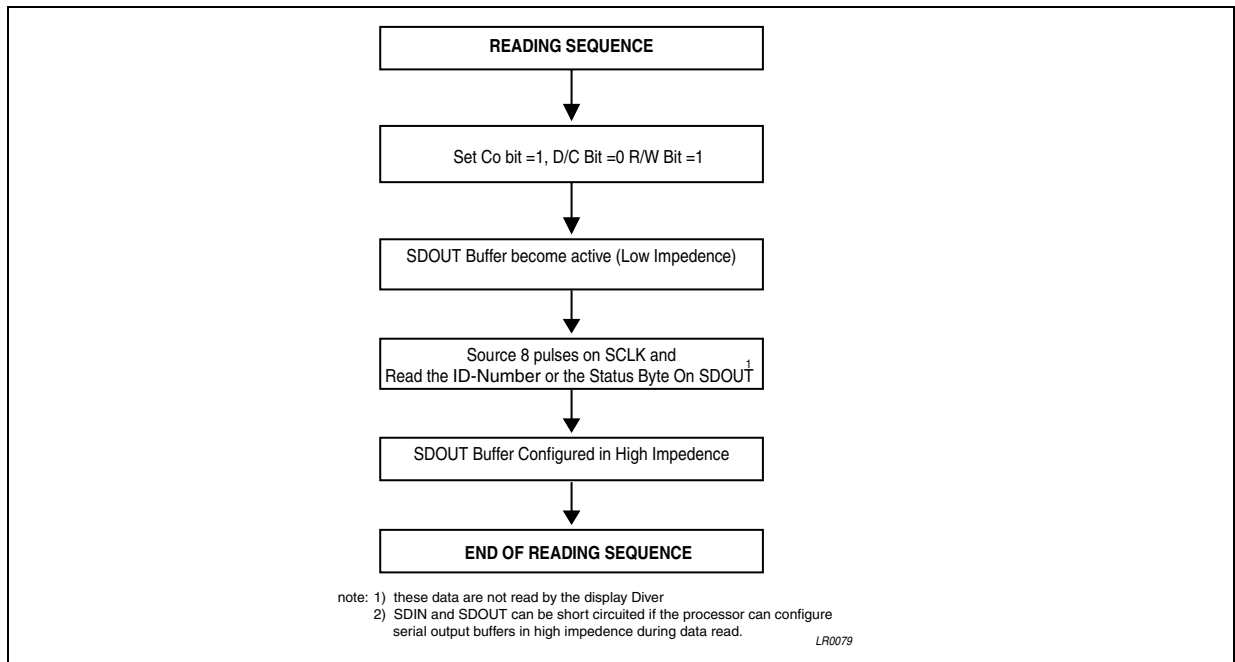 READING SEQUENCE
Set Co bit =1, D/C Bit =0 R/W Bit =1
SDOUT Buffer become active (Low Impedence)
Source 8 pulses on SCLK and
Read the ID-Number or the Status Byte On SDOUT 1
SDOUT Buffer Configured in High Impedence
END OF READING SEQUENCE
note: 1) these data are not read by the display Diver
2) SDIN and SDOUT can be short circuited if the processor can configure
serial output buffers in high impedence during data read.
LR0079